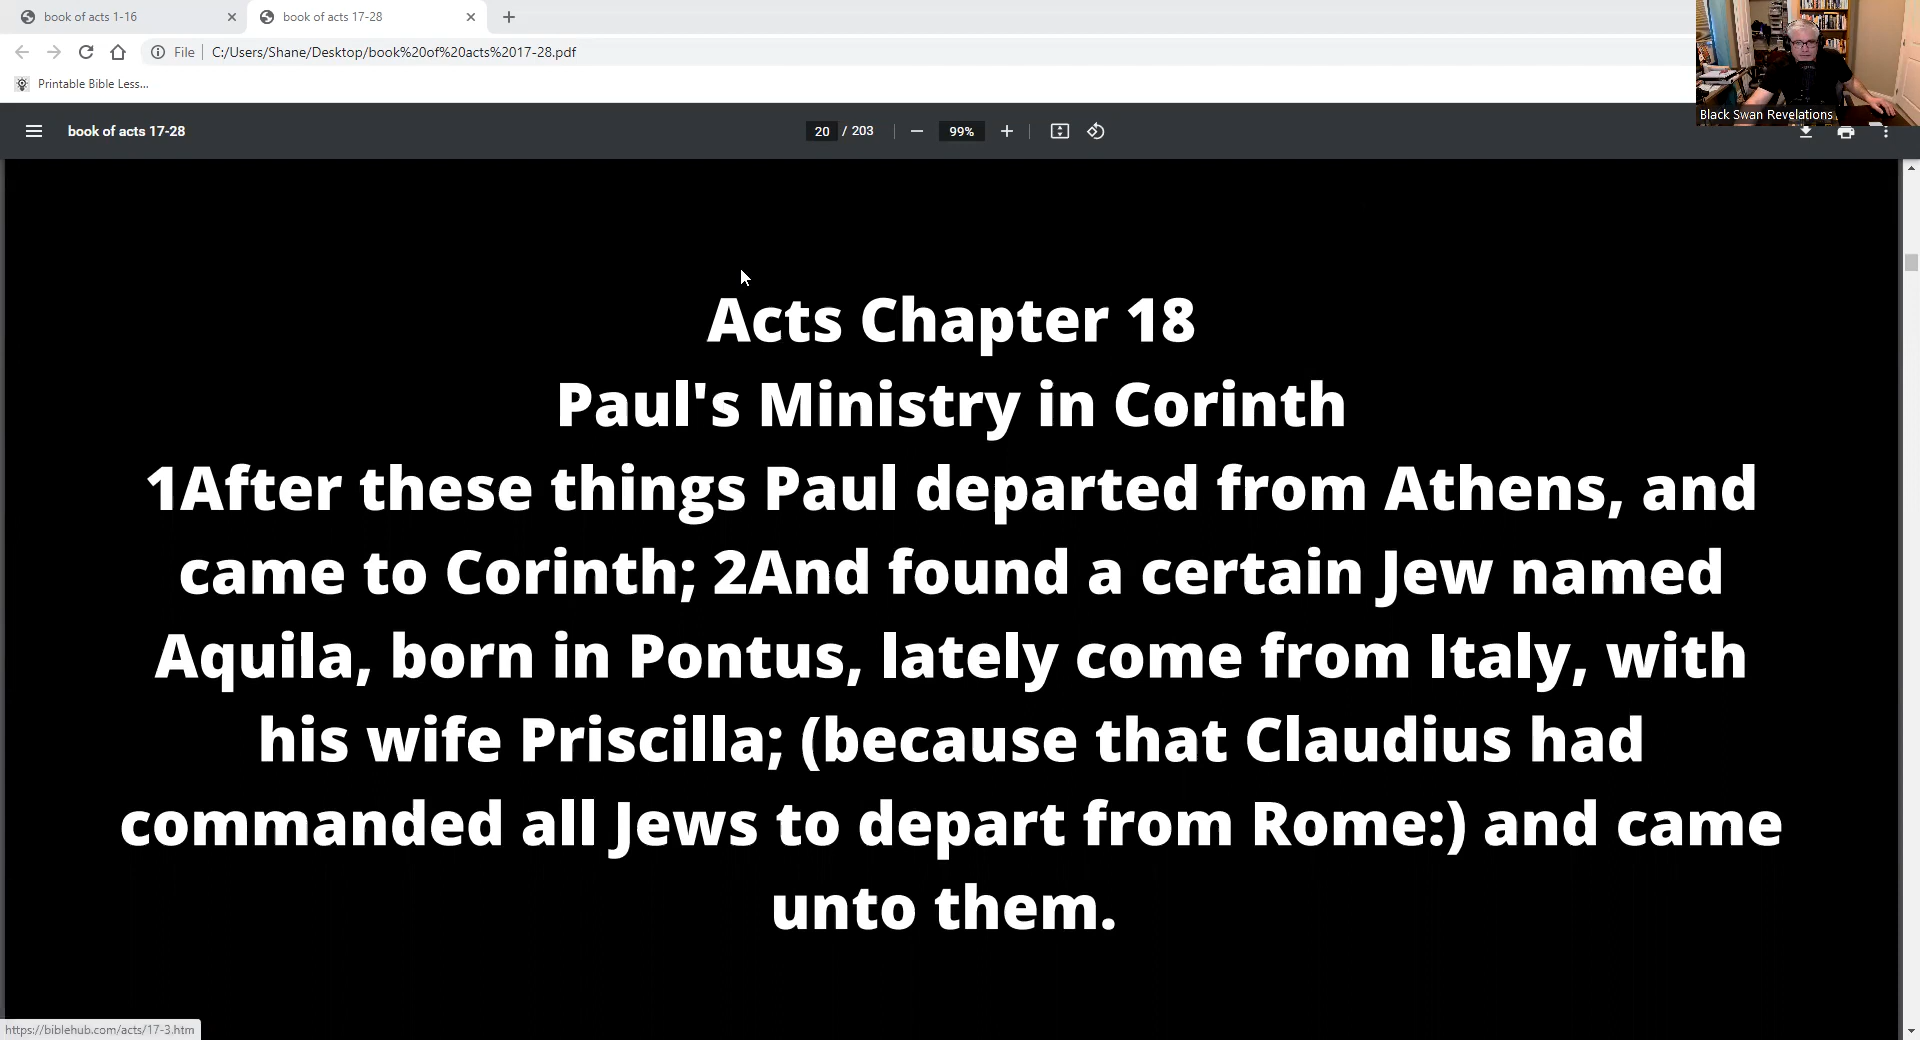 book of acts 1-16
book of acts 17-28
File
C:/Users/Shane/Desktop/book%20of%20acts%2017-28.pdf
Printable Bible Less...
Black Swan Revelations
book of acts 17-28
20 / 203
99%
Acts Chapter 18
Paul's Ministry in Corinth
1After these things Paul departed from Athens, and
came to Corinth; 2And found a certain Jew named
Aquila, born in Pontus, lately come from Italy, with
his wife Priscilla; (because that Claudius had
commanded all Jews to depart from Rome:) and came
unto them.
https://biblehub.com/acts/17-3.htm